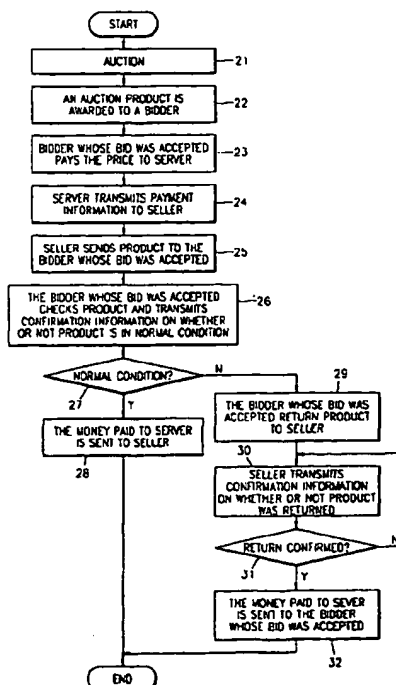 START
AUCTION
21
AN AUCTION PRODUCT IS
AWARDED TO A BIDDER
22
BIDDER WHOSE BID WAS ACCEPTED
PAYS THE PRICE TO SERVER
23
SERVER TRANSMITS PAYMENT
INFORMATION TO SELLER
24
SELLER SENDS PRODUCT TO THE
BIDDER WHOSE BID WAS ACCEPTED
25
THE BIDDER WHOSE BID WAS ACCEPTED
CHECKS PRODUCT AND TRANSMITS
CONFIRMATION INFORMATION ON WHETHER
OR NOT PRODUCT IS IN NORMAL CONDITION
26
NORMAL CONDITION?
N
27
Y
THE MONEY PAID TO SERVER
IS SENT TO SELLER
28
29
THE BIDDER WHOSE BID WAS
ACCEPTED RETURN PRODUCT
TO SELLER
30
SELLER TRANSMITS
CONFIRMATION INFORMATION
ON WHETHER OR NOT PRODUCT
WAS RETURNED
RETURN CONFIRMED?
N
31
Y
THE MONEY PAID TO SEVER
IS SENT TO THE BIDDER
WHOSE BID WAS ACCEPTED
32
END